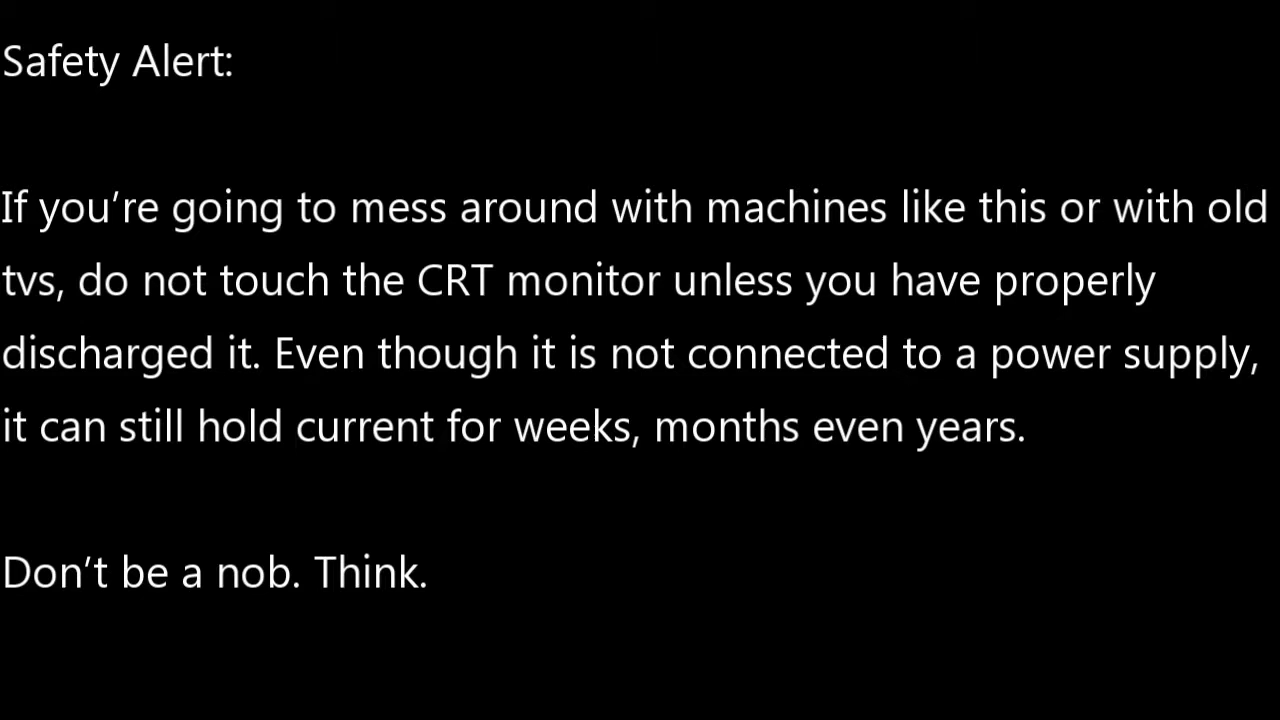 Safety Alert:
If you’re going to mess around with machines like this or with old
tvs, do not touch the CRT monitor unless you have properly
discharged it. Even though it is not connected to a power supply,
it can still hold current for weeks, months even years.
Don’t be a nob. Think.